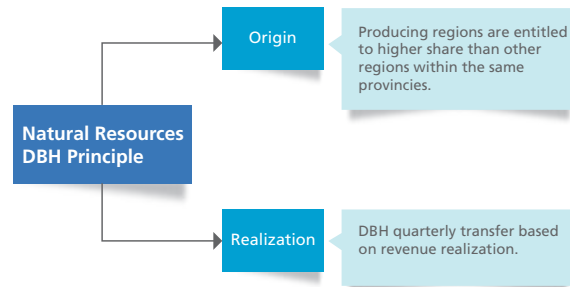 Origin
Producing regions are entitled
to higher share than other
regions within the same
provincies.
Natural Resources
DBH Principle
Realization
DBH quarterly transfer based
on revenue realization.